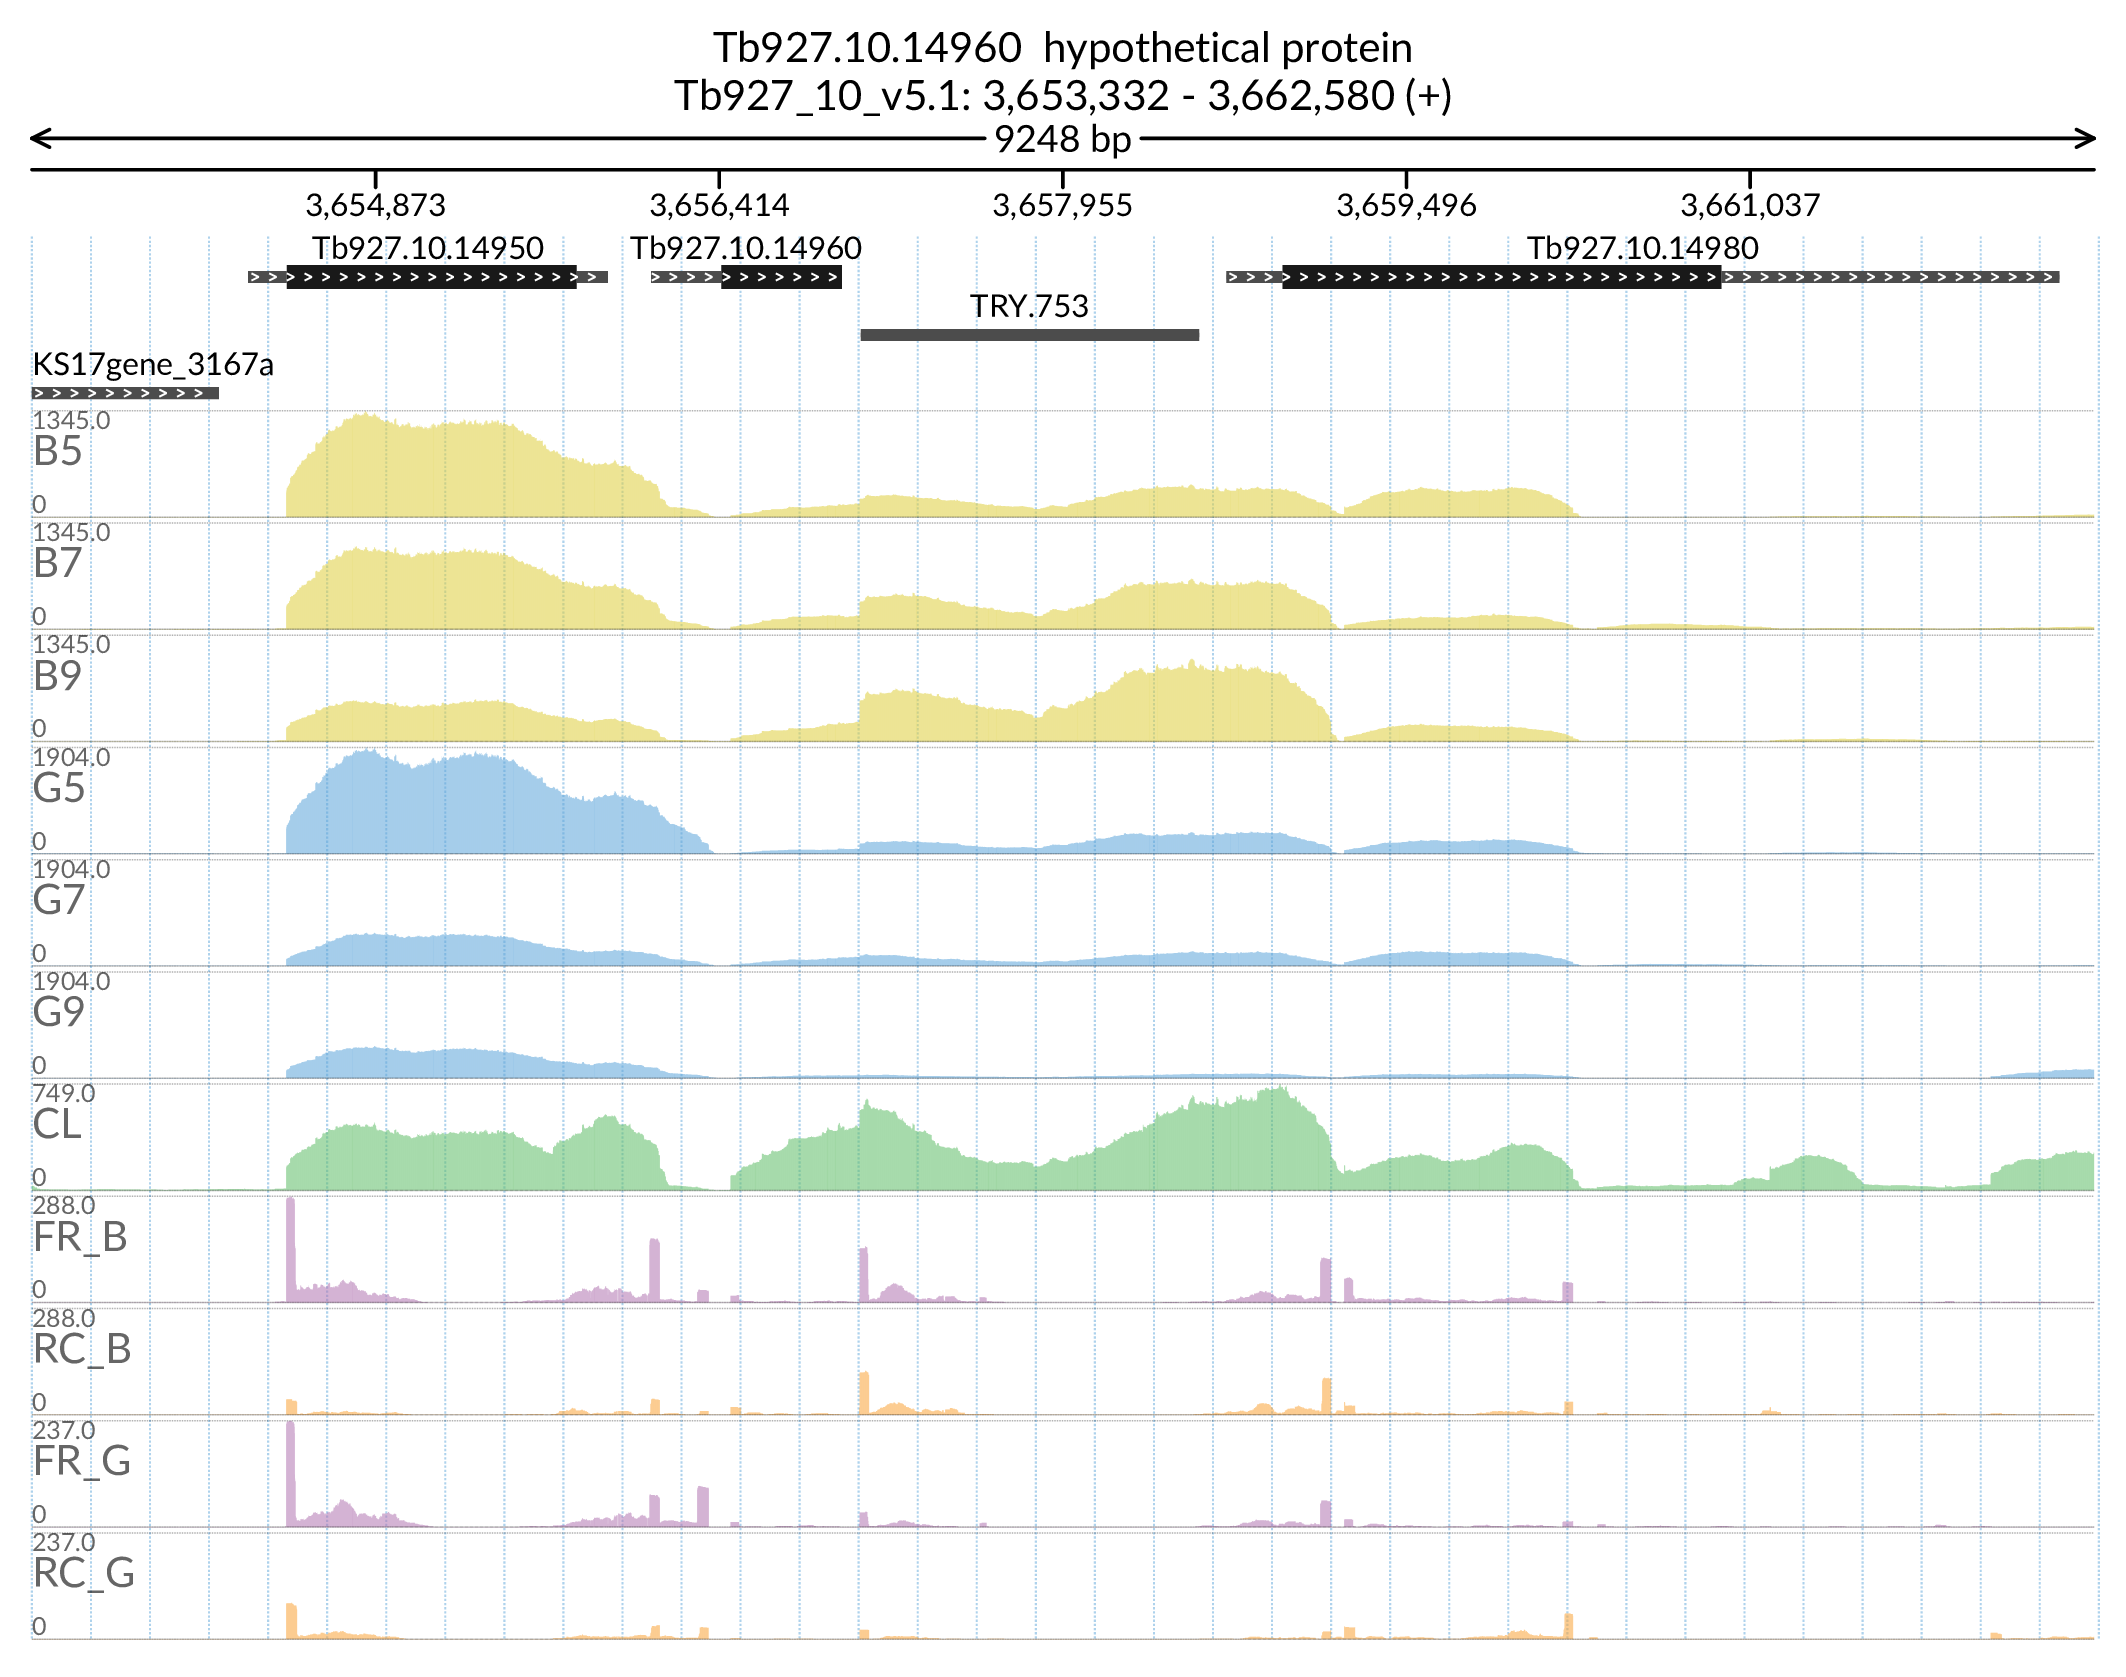 Tb927.10.14960 hypothetical protein
Tb927_10_v5.1: 3,653,332 - 3,662,580 (+)
9248 bp
3,654,873 3,656,414 3,657,955 3,659,496 3,661,037
Tb927.10.14950 Tb927.10.14960 Tb927.10.14980
TRY.753
KS17gene_3167a
1345.0
B5
0
1345.0
B7
0
1345.0
B9
0
1904.0
G5
0
1904.0
G7
0
1904.0
G9
0
749.0
CL
0
288.0
FR_B
0
288.0
RC_B
0
237.0
FR_G
0
237.0
RC_G
0